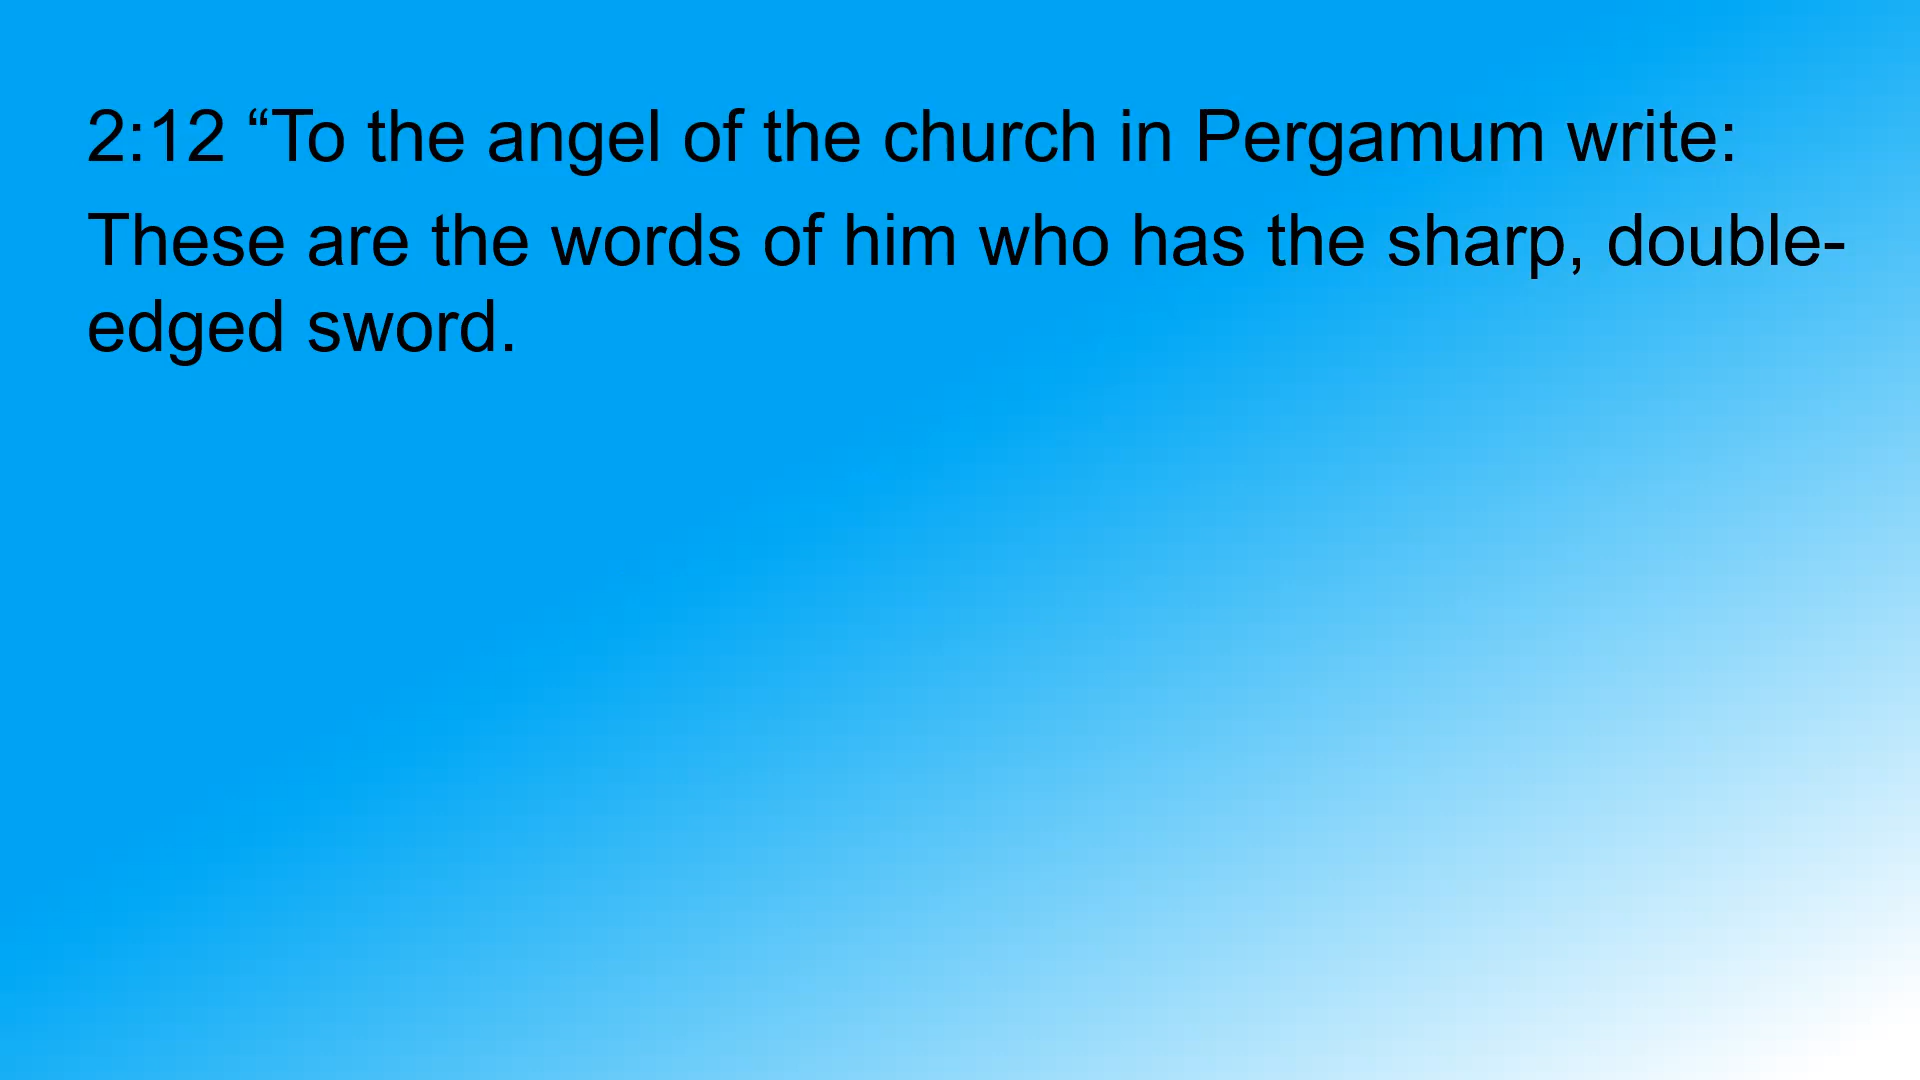 2:12 “To the angel of the church in Pergamum write:
These are the words of him who has the sharp, double-
edged sword.